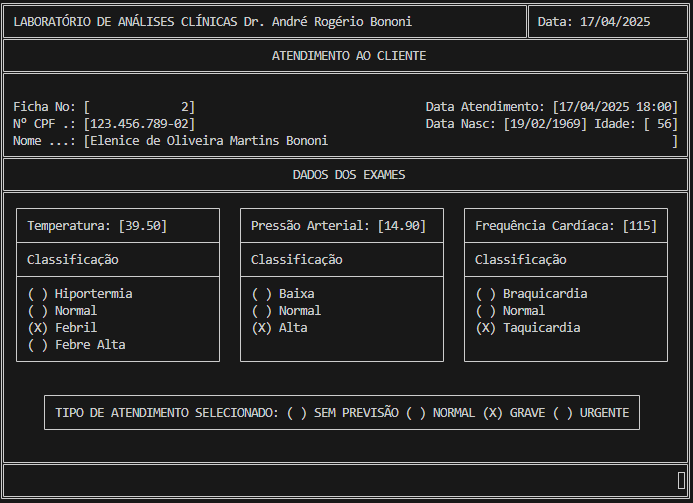 LABORATÓRIO DE ANÁLISES CLÍNICAS Dr. André Rogério Bononi Data: 17/04/2025
ATENDIMENTO AO CLIENTE
Ficha No: [ 2] Data Atendimento: [17/04/2025 18:00]
Nº CPF .: [123.456.789-02] Data Nasc: [19/02/1969] Idade: [ 56]
Nome ...: [Elenice de Oliveira Martins Bononi ]
DADOS DOS EXAMES
Temperatura: [39.50] Pressão Arterial: [14.90] Frequência Cardíaca: [115]
Classificação Classificação Classificação
( ) Hiportermia ( ) Baixa ( ) Braquicardia
( ) Normal ( ) Normal ( ) Normal
(X) Febril (X) Alta (X) Taquicardia
( ) Febre Alta
TIPO DE ATENDIMENTO SELECIONADO: ( ) SEM PREVISÃO ( ) NORMAL (X) GRAVE ( ) URGENTE